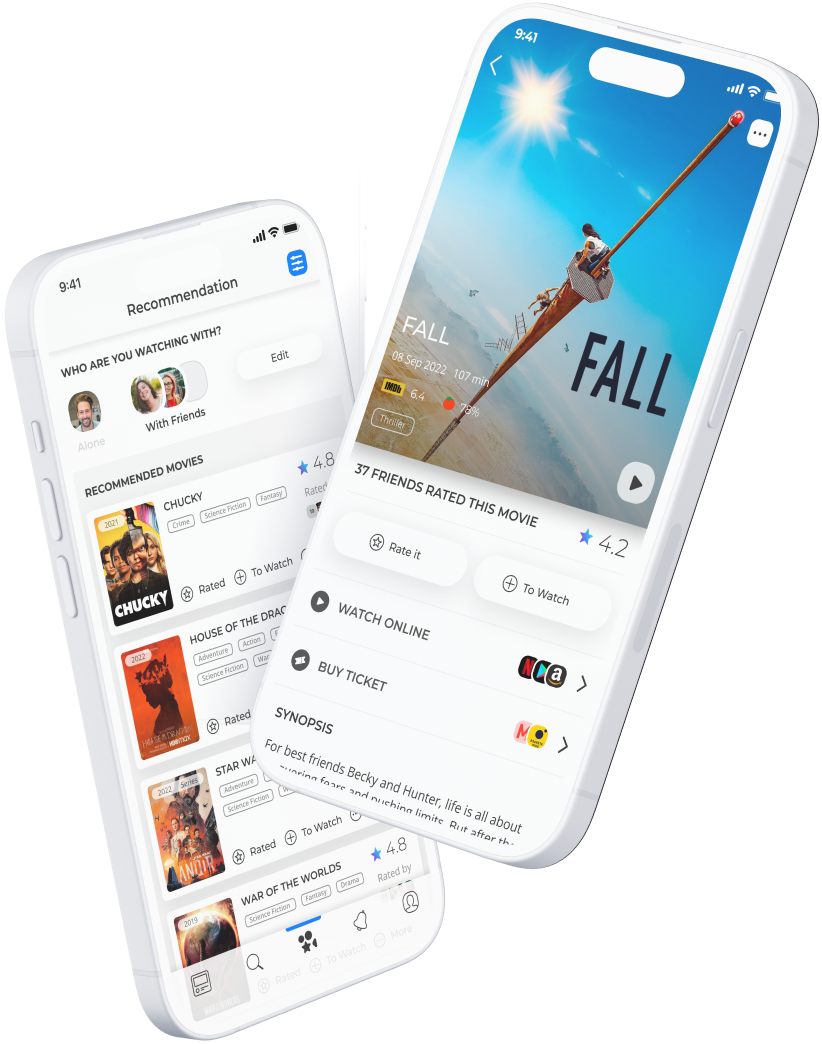 9:41
Recommendation
WHO ARE YOU WATCHING WITH?
Edit
Alone
With Friends
RECOMMENDED MOVIES
2021
CHUCKY
4.8
Crime
Science Fiction
Fantasy
Rated
CHUCKY
Rated
To Watch
2022
HOUSE OF THE DRAG
Adventure
Action
Science Fiction
War
Rated
2022
Series
STAR WA
Adventure
Science Fiction
ANDOR
Rated
To Watch
2019
WAR OF THE WORLDS
4.8
Science Fiction
Fantasy
Drama
Rated by
Rated
To Watch
More
9:41
FALL
FALL
08 Sep 2022 107 min
IMDb 6.4 78%
Thriller
37 FRIENDS RATED THIS MOVIE
4.2
Rate it
To Watch
WATCH ONLINE
N
a
BUY TICKET
M
SYNOPSIS
For best friends Becky and Hunter, life is all about
quering fears and pushing limits. But after th